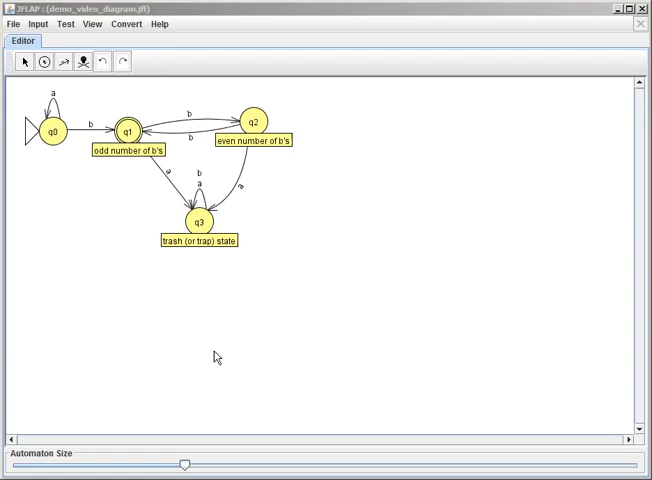 JFLAP : (demo_video_diagram.jff)
File Input Test View Convert Help
Editor
a
b
q0
q1
b
b
q2
odd number of b's
even number of b's
a
b
a
a
q3
trash (or trap) state
Automaton Size